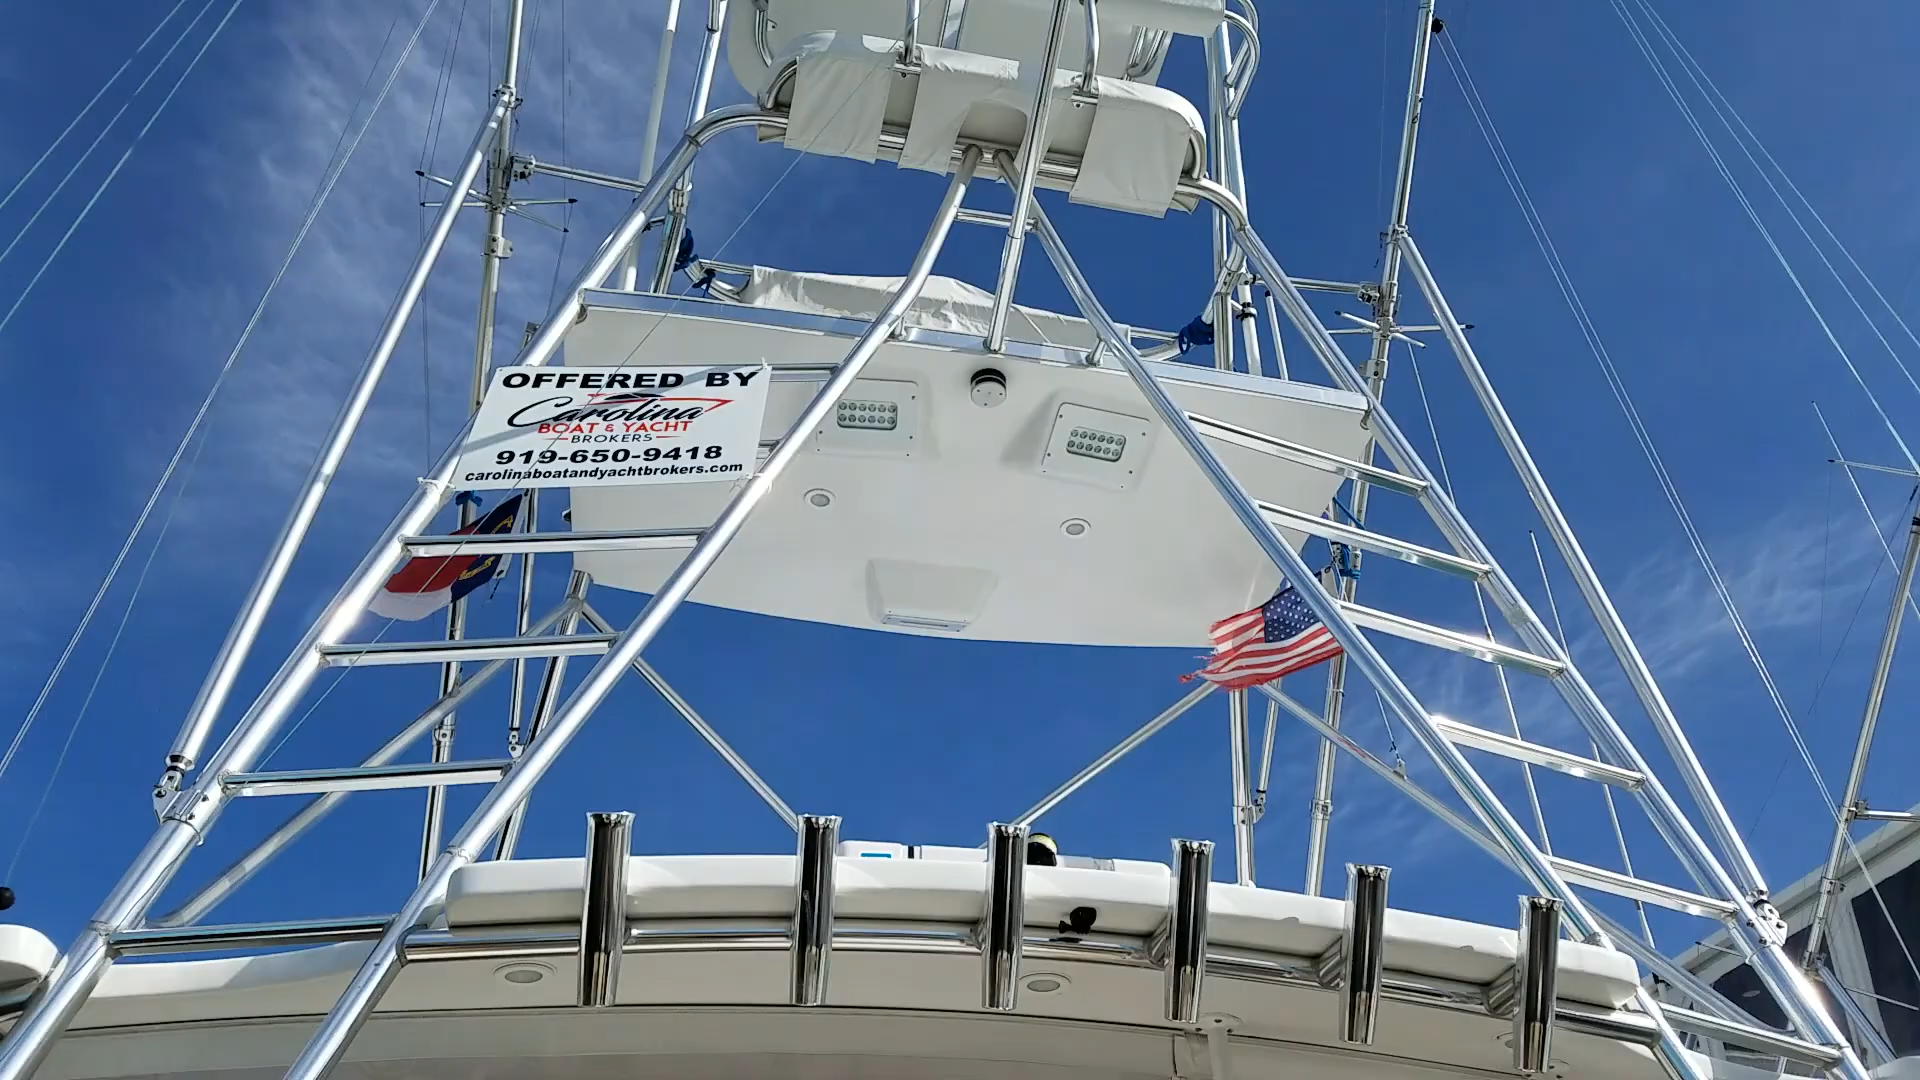 OFFERED BY
Carolina
BOAT & YACHT
BROKERS
919-650-9418
carolinaboatandyachtbrokers.com